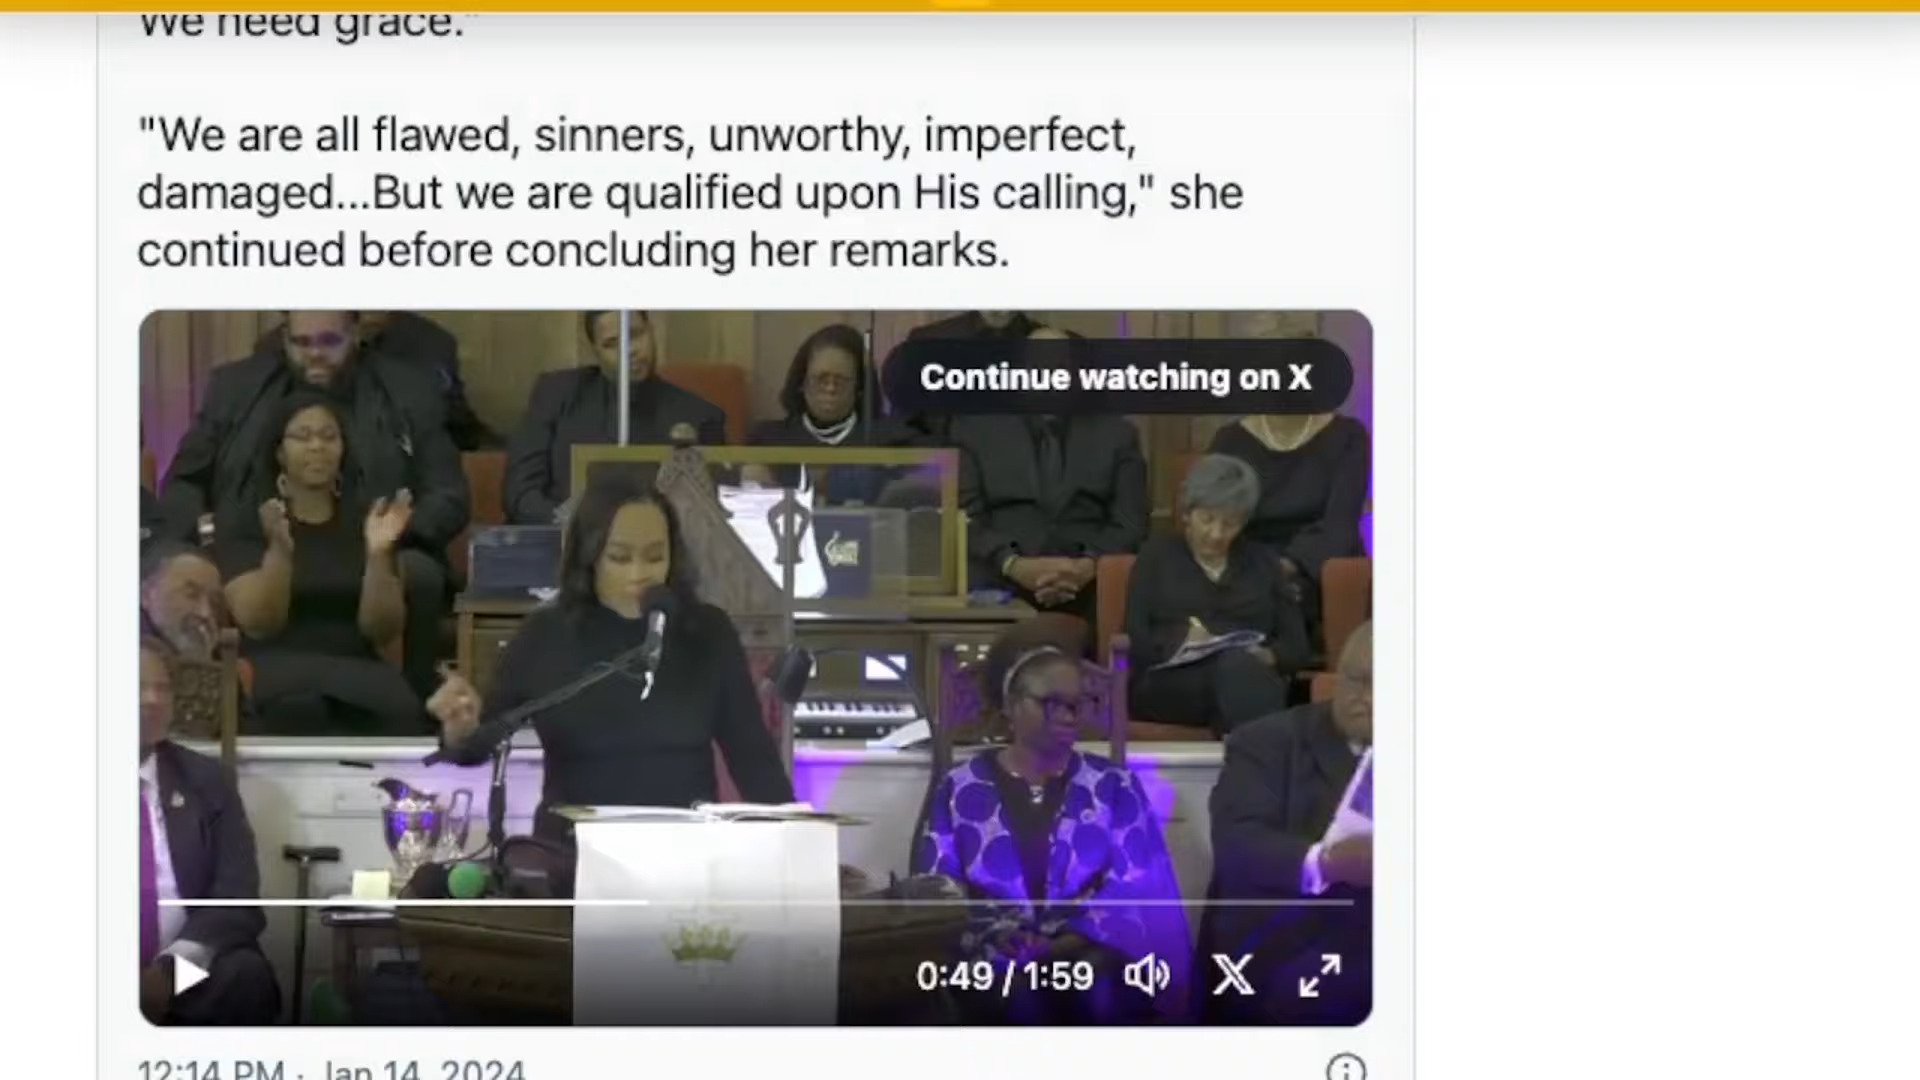 We need grace."
"We are all flawed, sinners, unworthy, imperfect,
damaged...But we are qualified upon His calling," she
continued before concluding her remarks.
Continue watching on X
0:49 / 1:59
12:14 PM · Jan 14, 2024